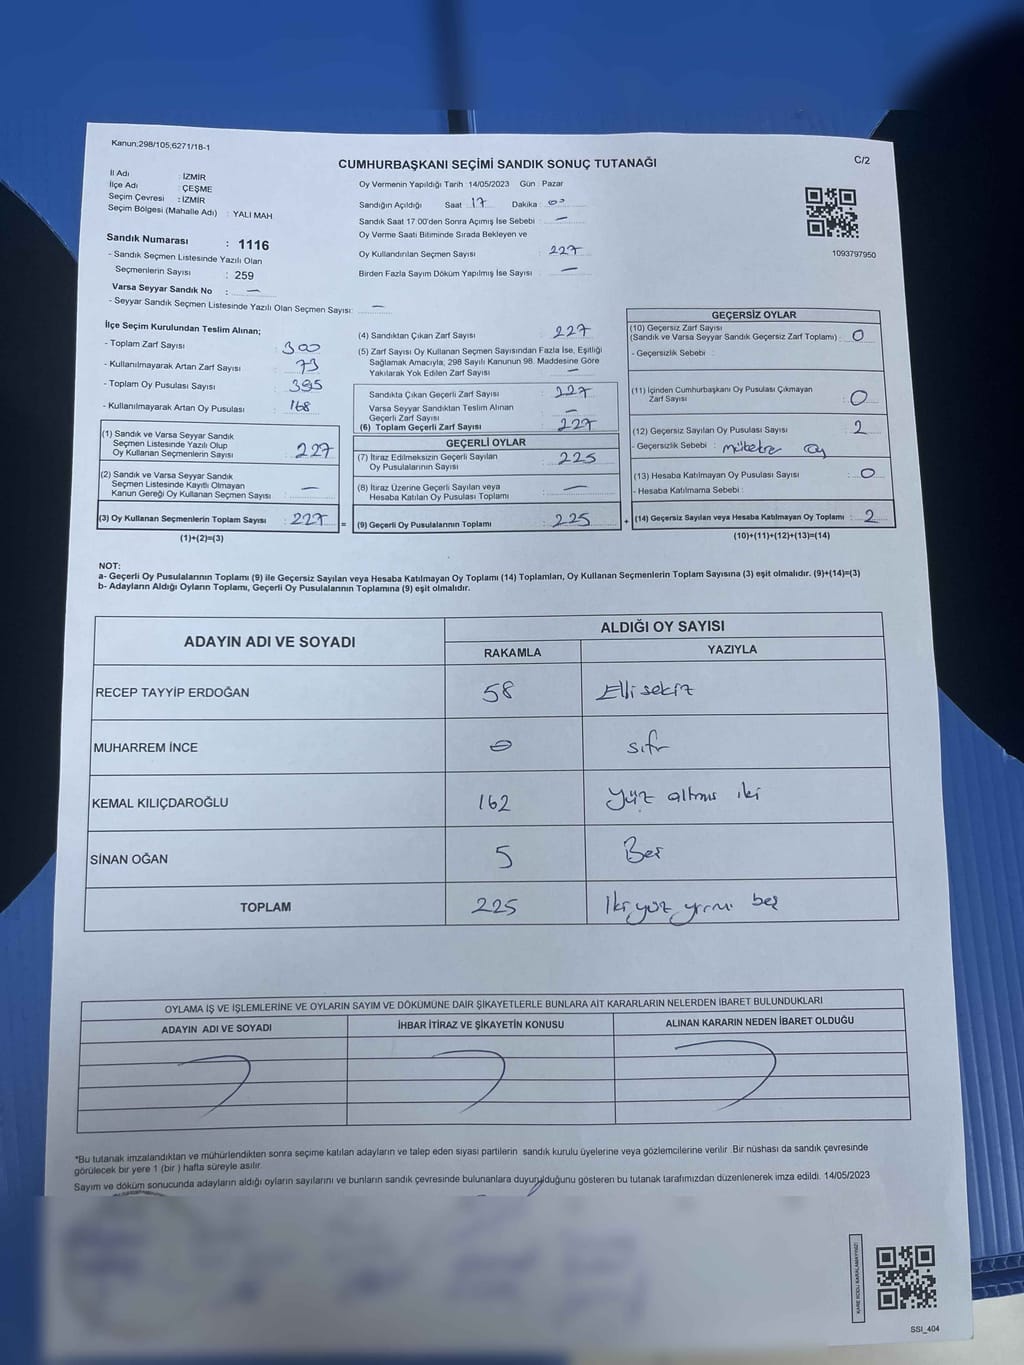 Kanun;298/105;6271/18-1
C/2
CUMHURBAŞKANI SEÇİMİ SANDIK SONUÇ TUTANAĞI
İl Adı : İZMİR
İlçe Adı : ÇEŞME
Seçim Çevresi : İZMİR
Seçim Bölgesi (Mahalle Adı) : YALI MAH
Sandık Numarası : 1116
- Sandık Seçmen Listesinde Yazılı Olan
Seçmenlerin Sayısı : 259
Varsa Seyyar Sandık No : —
- Seyyar Sandık Seçmen Listesinde Yazılı Olan Seçmen Sayısı: —
Oy Vermenin Yapıldığı Tarih 14/05/2023 Gün : Pazar
Sandığın Açıldığı Saat : 17 Dakika : 00
Sandık Saat 17:00'den Sonra Açımış İse Sebebi : —
Oy Verme Saati Bitiminde Sırada Bekleyen ve
Oy Kullandırılan Seçmen Sayısı : 227
Birden Fazla Sayım Döküm Yapılmış İse Sayısı : —
1093797950
İlçe Seçim Kurulundan Teslim Alınan;
- Toplam Zarf Sayısı : 300
- Kullanılmayarak Artan Zarf Sayısı : 73
- Toplam Oy Pusulası Sayısı : 395
- Kullanılmayarak Artan Oy Pusulası : 168
(1) Sandık ve Varsa Seyyar Sandık
Seçmen Listesinde Yazılı Olup
Oy Kullanan Seçmenlerin Sayısı : 227
(2) Sandık ve Varsa Seyyar Sandık
Seçmen Listesinde Kayıtlı Olmayan
Kanun Gereği Oy Kullanan Seçmen Sayısı : —
(3) Oy Kullanan Seçmenlerin Toplam Sayısı : 227 =
(1)+(2)=(3)
(4) Sandıktan Çıkan Zarf Sayısı : 227
(5) Zarf Sayısı Oy Kullanan Seçmen Sayısından Fazla İse, Eşitliği
Sağlamak Amacıyla; 298 Sayılı Kanunun 98. Maddesine Göre
Yakılarak Yok Edilen Zarf Sayısı : —
Sandıkta Çıkan Geçerli Zarf Sayısı : 227
Varsa Seyyar Sandıktan Teslim Alınan
Geçerli Zarf Sayısı : —
(6) Toplam Geçerli Zarf Sayısı : 227
GEÇERLİ OYLAR
(7) İtiraz Edilmeksizin Geçerli Sayılan
Oy Pusulalarının Sayısı : 225
(8) İtiraz Üzerine Geçerli Sayılan veya
Hesaba Katılan Oy Pusulası Toplamı : —
(9) Geçerli Oy Pusulalarının Toplamı : 225 +
GEÇERSİZ OYLAR
(10) Geçersiz Zarf Sayısı
(Sandık ve Varsa Seyyar Sandık Geçersiz Zarf Toplamı) : 0
- Geçersizlik Sebebi :
(11) İçinden Cumhurbaşkanı Oy Pusulası Çıkmayan
Zarf Sayısı : 0
(12) Geçersiz Sayılan Oy Pusulası Sayısı : 2
- Geçersizlik Sebebi : Oy
(13) Hesaba Katılmayan Oy Pusulası Sayısı : 0
- Hesaba Katılmama Sebebi :
(14) Geçersiz Sayılan veya Hesaba Katılmayan Oy Toplamı : 2
(10)+(11)+(12)+(13)=(14)
NOT:
a- Geçerli Oy Pusulalarının Toplamı (9) ile Geçersiz Sayılan veya Hesaba Katılmayan Oy Toplamı (14) Toplamları, Oy Kullanan Seçmenlerin Toplam Sayısına (3) eşit olmalıdır. (9)+(14)=(3)
b- Adayların Aldığı Oyların Toplamı, Geçerli Oy Pusulalarının Toplamına (9) eşit olmalıdır.
ADAYIN ADI VE SOYADI ALDIĞI OY SAYISI
RAKAMLA YAZIYLA
RECEP TAYYİP ERDOĞAN 58 Elli sekiz
MUHARREM İNCE 0 sıfır
KEMAL KILIÇDAROĞLU 162 Yüz altmış iki
SİNAN OĞAN 5 Beş
TOPLAM 225 İki yüz yirmi beş
OYLAMA İŞ VE İŞLEMLERİNE VE OYLARIN SAYIM VE DÖKÜMÜNE DAİR ŞİKAYETLERLE BUNLARA AİT KARARLARIN NELERDEN İBARET BULUNDUKLARI
ADAYIN ADI VE SOYADI İHBAR İTİRAZ VE ŞİKAYETİN KONUSU ALINAN KARARIN NEDEN İBARET OLDUĞU
*Bu tutanak imzalandıktan ve mühürlendikten sonra seçime katılan adayların ve talep eden siyasi partilerin sandık kurulu üyelerine veya gözlemcilerine verilir .Bir nüshası da sandık çevresinde
görülecek bir yere 1 (bir ) hafta süreyle asılır.
Sayım ve döküm sonucunda adayların aldığı oyların sayılarını ve bunların sandık çevresinde bulunanlara duyurulduğunu gösteren bu tutanak tarafımızdan düzenlenerek imza edildi. 14/05/2023
KARE KODU KARALAMAYINIZ!
SSI_404